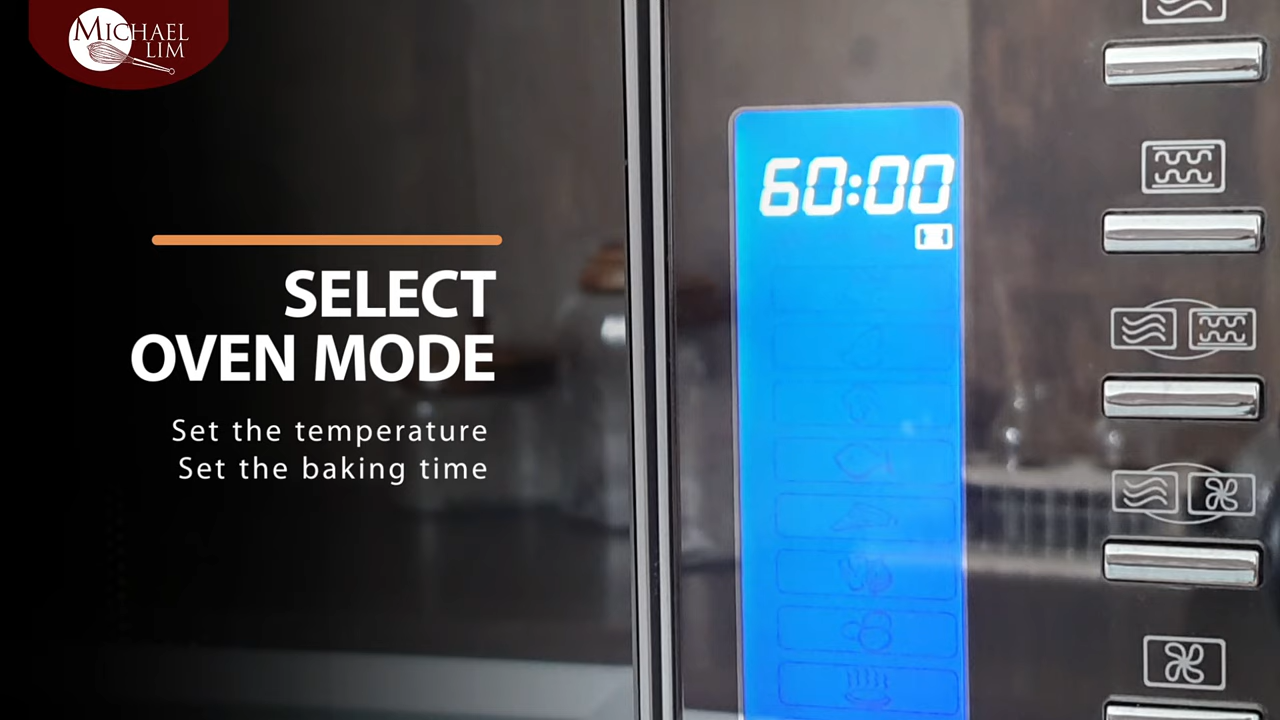 MICHAEL
LIM
SELECT
OVEN MODE
Set the temperature
Set the baking time
60:00